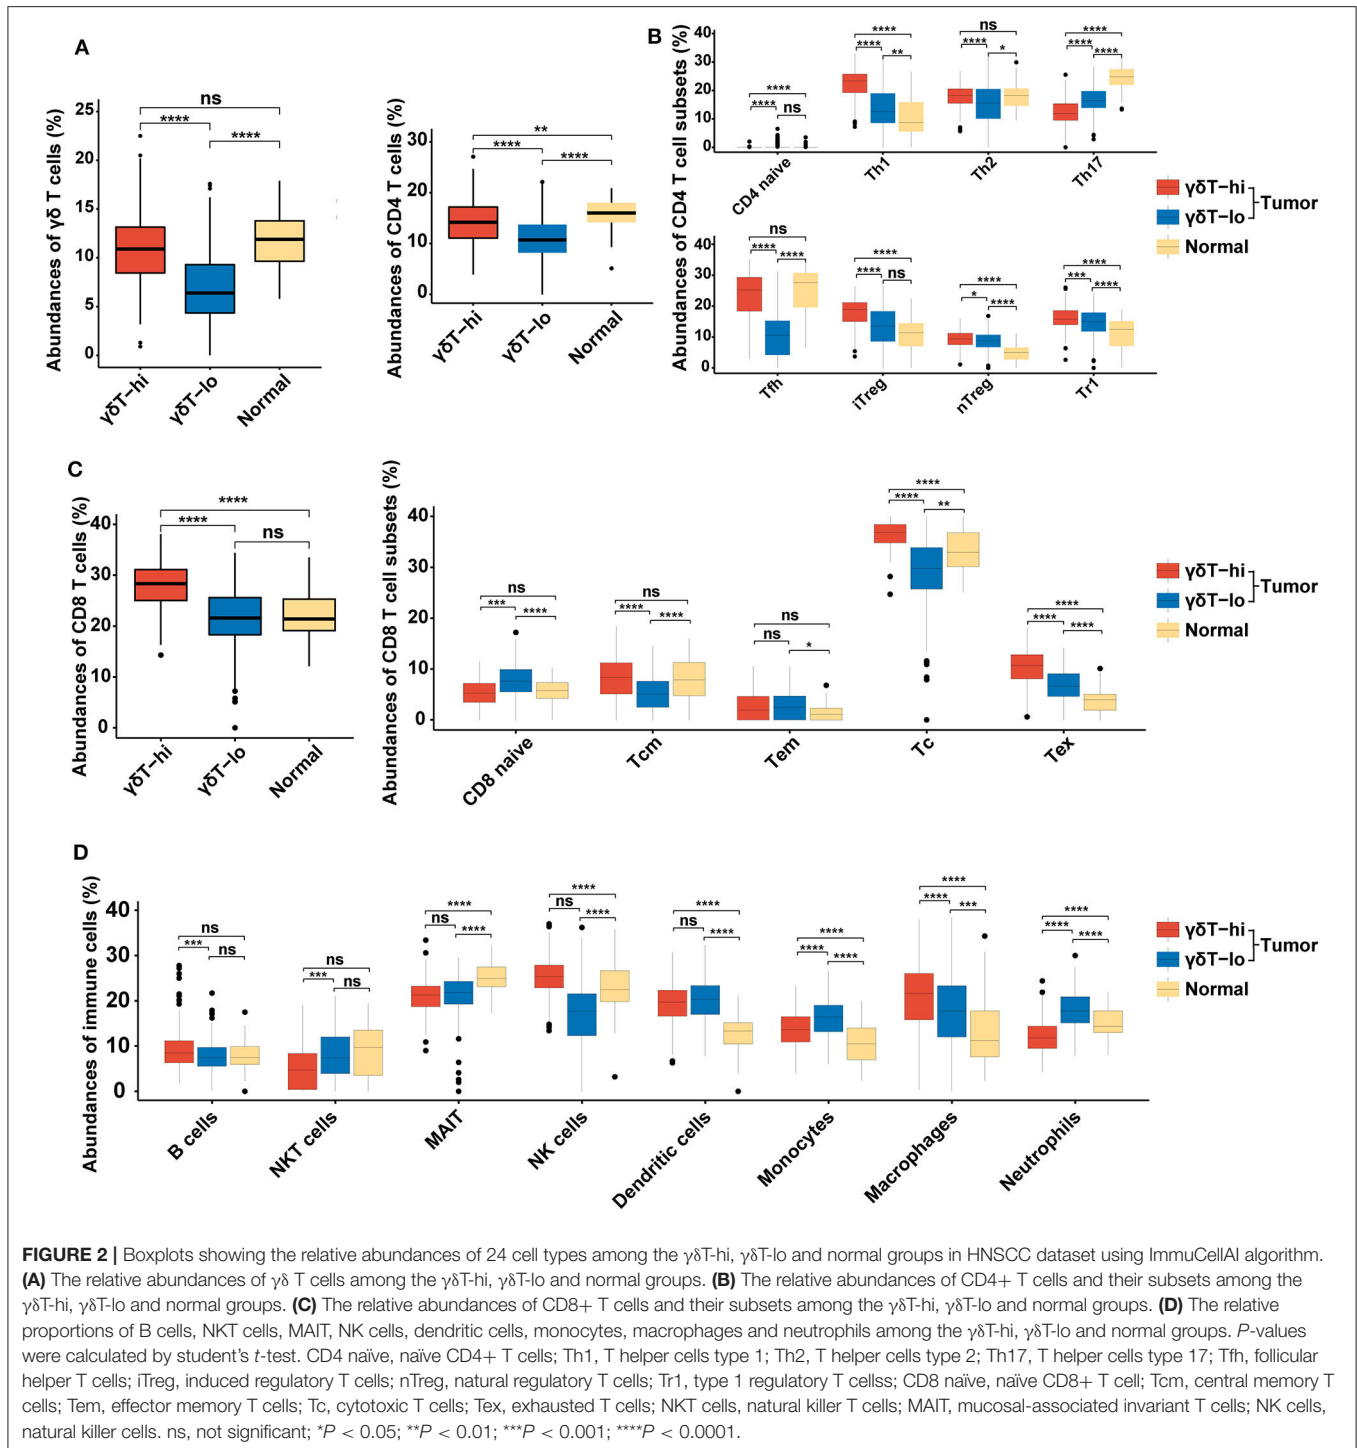 A
Abundances of γδ T cells (%)
25
20
15
10
5
0
ns
****
****
γδT−hi
γδT−lo
Normal
Abundances of CD4 T cells (%)
30
20
10
0
**
****
****
γδT−hi
γδT−lo
Normal
B
Abundances of CD4 T cell subsets (%)
40
30
20
10
0
****
****
ns
****
****
**
ns
****
*
****
****
****
CD4 naive
Th1
Th2
Th17
40
30
20
10
0
ns
****
****
****
****
ns
****
*
****
****
***
****
Tfh
iTreg
nTreg
Tr1
γδT−hi
γδT−lo
Tumor
Normal
C
Abundances of CD8 T cells (%)
40
30
20
10
0
****
****
ns
γδT−hi
γδT−lo
Normal
Abundances of CD8 T cell subsets (%)
40
30
20
10
0
ns
***
****
ns
****
****
ns
ns
*
****
****
**
****
****
****
CD8 naive
Tcm
Tem
Tc
Tex
γδT−hi
γδT−lo
Tumor
Normal
D
Abundances of immune cells (%)
40
30
20
10
0
ns
***
ns
ns
***
ns
****
ns
****
****
ns
****
****
ns
****
****
****
****
****
****
***
****
****
****
B cells
NKT cells
MAIT
NK cells
Dendritic cells
Monocytes
Macrophages
Neutrophils
γδT−hi
γδT−lo
Tumor
Normal
FIGURE 2 | Boxplots showing the relative abundances of 24 cell types among the γδT-hi, γδT-lo and normal groups in HNSCC dataset using ImmuCellAI algorithm.
(A) The relative abundances of γδ T cells among the γδT-hi, γδT-lo and normal groups. (B) The relative abundances of CD4+ T cells and their subsets among the
γδT-hi, γδT-lo and normal groups. (C) The relative abundances of CD8+ T cells and their subsets among the γδT-hi, γδT-lo and normal groups. (D) The relative
proportions of B cells, NKT cells, MAIT, NK cells, dendritic cells, monocytes, macrophages and neutrophils among the γδT-hi, γδT-lo and normal groups. P-values
were calculated by student's t-test. CD4 naïve, naïve CD4+ T cells; Th1, T helper cells type 1; Th2, T helper cells type 2; Th17, T helper cells type 17; Tfh, follicular
helper T cells; iTreg, induced regulatory T cells; nTreg, natural regulatory T cells; Tr1, type 1 regulatory T cellss; CD8 naïve, naïve CD8+ T cell; Tcm, central memory T
cells; Tem, effector memory T cells; Tc, cytotoxic T cells; Tex, exhausted T cells; NKT cells, natural killer T cells; MAIT, mucosal-associated invariant T cells; NK cells,
natural killer cells. ns, not significant; *P < 0.05; **P < 0.01; ***P < 0.001; ****P < 0.0001.